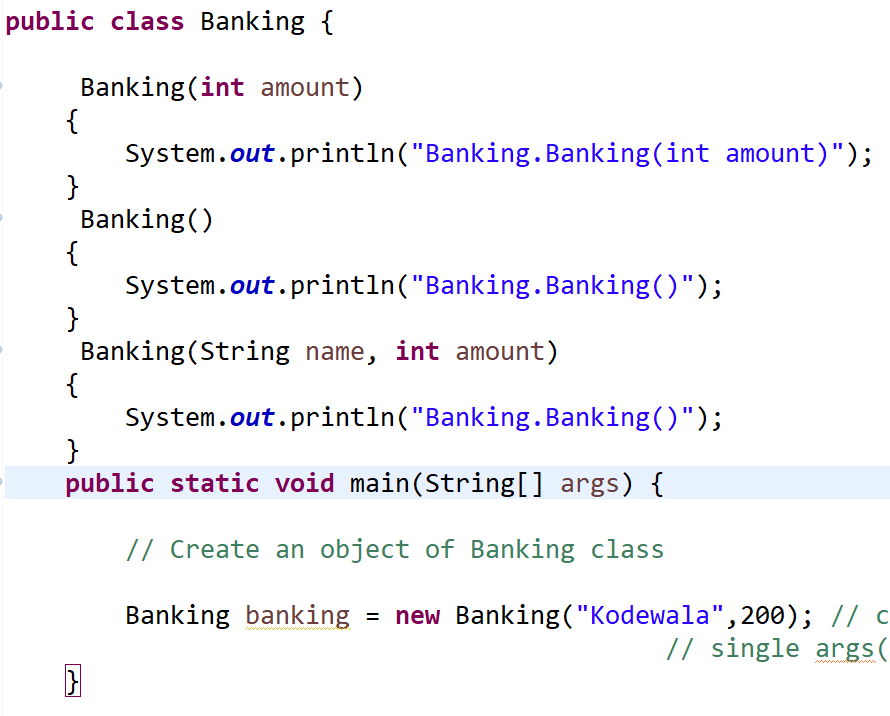 public class Banking {
Banking(int amount)
{
System.out.println("Banking.Banking(int amount)");
}
Banking()
{
System.out.println("Banking.Banking()");
}
Banking(String name, int amount)
{
System.out.println("Banking.Banking()");
}
public static void main(String[] args) {
// Create an object of Banking class
Banking banking = new Banking("Kodewala",200); // c
// single args(
}